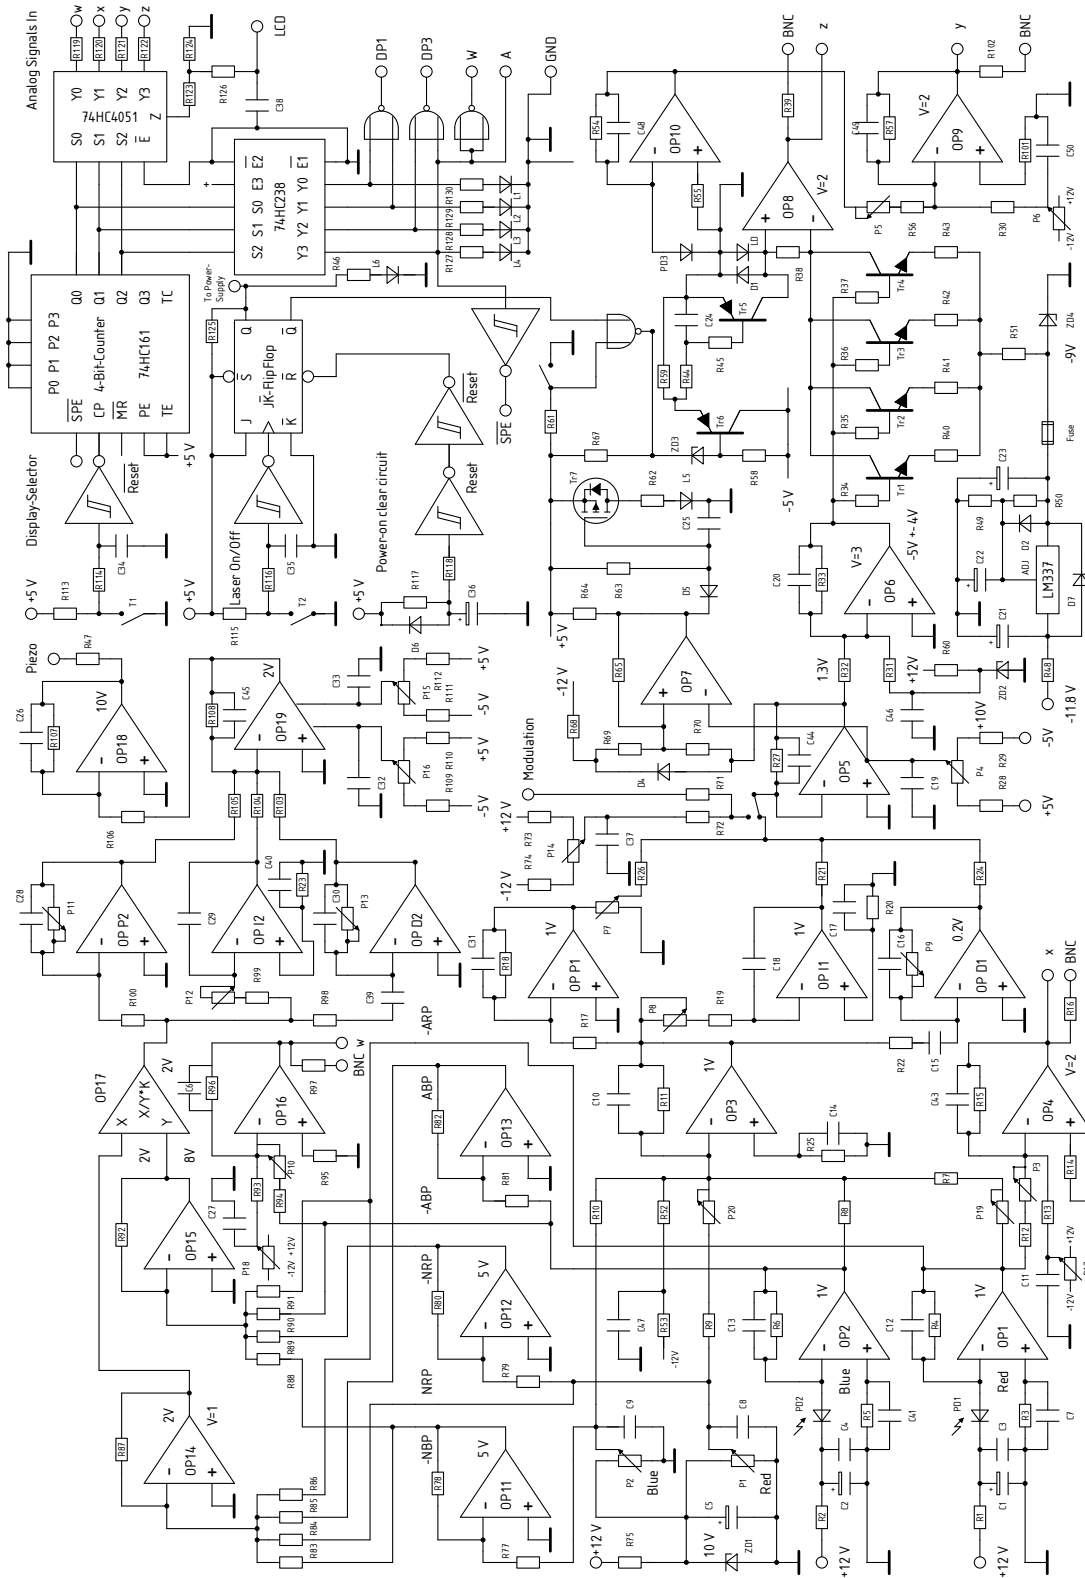 Analog Signals In
w
x
y
z
R119
R120
R121
R122
R123
R124
R126
LCD
C38
Y0
Y1
Y2
Y3
Z
74HC4051
S0
S1
S2
E
E2
E3
S0
S1
S2
74HC238
E1
Y0
Y1
Y2
Y3
+
DP1
DP3
W
A
GND
R130
R129
R128
R127
L1
L2
L3
L4
Display-Selector
P0 P1 P2 P3
SPE
CP
MR
PE
TE
4-Bit-Counter
74HC161
Q0
Q1
Q2
Q3
TC
Reset
+5 V
+5 V
R113
R114
C34
T1
To Power-
Supply
R125
R46
L6
J
S
Q
JK-FlipFlop
K
R
Q
Laser On/Off
+5 V
R115
R116
C35
T2
Power-on clear circuit
+5 V
R117
R118
D6
C36
Reset
Reset
SPE
Piezo
R47
C26
R107
10V
OP18
R106
C45
R108
2V
OP19
C33
P15
R112
R111
+5 V
-5 V
C32
P16
R110
R109
+5 V
-5 V
R105
R104
R103
C28
P11
OP P2
R100
C29
OP I2
C40
R23
P12
R99
C30
P13
OP D2
R98
C39
OP17
X
Y
X/Y*K
2V
2V
8V
C6
R96
OP16
R97
BNC w
P10
R95
R93
R94
R92
OP15
C27
P18
-12V +12V
R91
R90
R89
R88
R87
OP14
2V
V=1
R86
R85
R84
R83
-ARP
ABP
R82
OP13
R81
-ABP
-NRP
R80
5 V
OP12
R79
NRP
-NBP
R78
5 V
OP11
R77
R61
R67
R62
Tr7
L5
C25
R64
R63
+5 V
D5
R65
OP7
R70
-12 V
R68
R69
D4
R71
Modulation
R72
+12 V
R73
R74
P14
-12 V
C37
ZD3
R58
-5 V
Tr6
R59
R44
C24
R45
Tr5
D1
R54
C48
OP10
R55
PD3
LD
OP8
V=2
R38
R39
BNC
z
C49
R57
V=2
OP9
y
R102
BNC
R101
C50
P5
R56
R30
P6
+12V
-12V
R37
Tr4
R43
R36
Tr3
R42
R35
Tr2
R41
R34
Tr1
R40
R51
ZD4
-9V
Fuse
C20
R33
V=3
OP6
-5V +- 4V
C23
C22
C21
R49
R50
ADJ
D2
LM337
D7
R48
-11.8 V
1.3V
R32
R31
+12V
R60
ZD2
+10V
C46
R27
C44
OP5
C19
P4
R29
R28
-5V
+5V
C31
R18
1V
OP P1
P7
R26
R17
P8
R19
C18
1V
OP I1
R21
C17
R20
R24
C16
P9
0.2V
OP D1
R22
C15
C10
R11
1V
OP3
R25
C14
C43
R15
OP4
V=2
x
BNC
R16
R14
P3
R13
R12
C11
-12V
R10
R52
P20
R8
R7
P19
C47
R53
-12V
R9
C13
R6
1V
OP2
Blue
PD2
R5
C4
C41
C2
R2
+12 V
C12
R4
1V
OP1
Red
PD1
R3
C3
C7
C1
R1
+12 V
C9
P2
Blue
C8
P1
Red
C5
10 V
ZD1
R75
+12 V